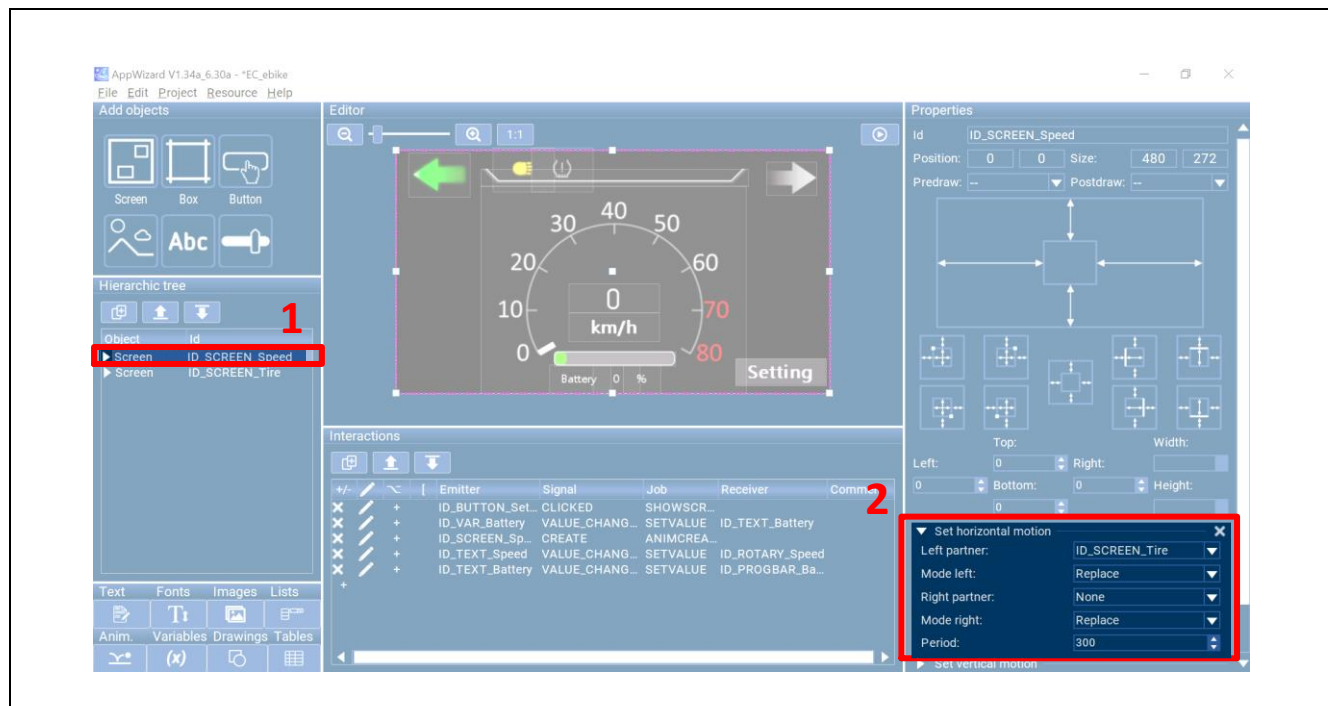 AppWizard V1.34a_6.30a - *EC_ebike
File Edit Project Resource Help
Add objects
Screen Box Button
Abc
Hierarchic tree
1
Object Id
Screen ID_SCREEN_Speed
Screen ID_SCREEN_Tire
Text Fonts Images Lists
Anim. Variables Drawings Tables
(x)
Editor
1:1
0 10 20 30 40 50 60 70 80
0
km/h
Battery 0 %
Setting
Interactions
+/- Emitter Signal Job Receiver Commen
ID_BUTTON_Set... CLICKED SHOWSCR...
ID_VAR_Battery VALUE_CHANG... SETVALUE ID_TEXT_Battery
ID_SCREEN_Sp... CREATE ANIMCREA...
ID_TEXT_Speed VALUE_CHANG... SETVALUE ID_ROTARY_Speed
ID_TEXT_Battery VALUE_CHANG... SETVALUE ID_PROGBAR_Ba...
2
Properties
Id ID_SCREEN_Speed
Position: 0 0 Size: 480 272
Predraw: -- Postdraw: --
Top: Width:
Left: 0 Right:
0 Bottom: 0 Height:
0
Set horizontal motion
Left partner: ID_SCREEN_Tire
Mode left: Replace
Right partner: None
Mode right: Replace
Period: 300
Set vertical motion